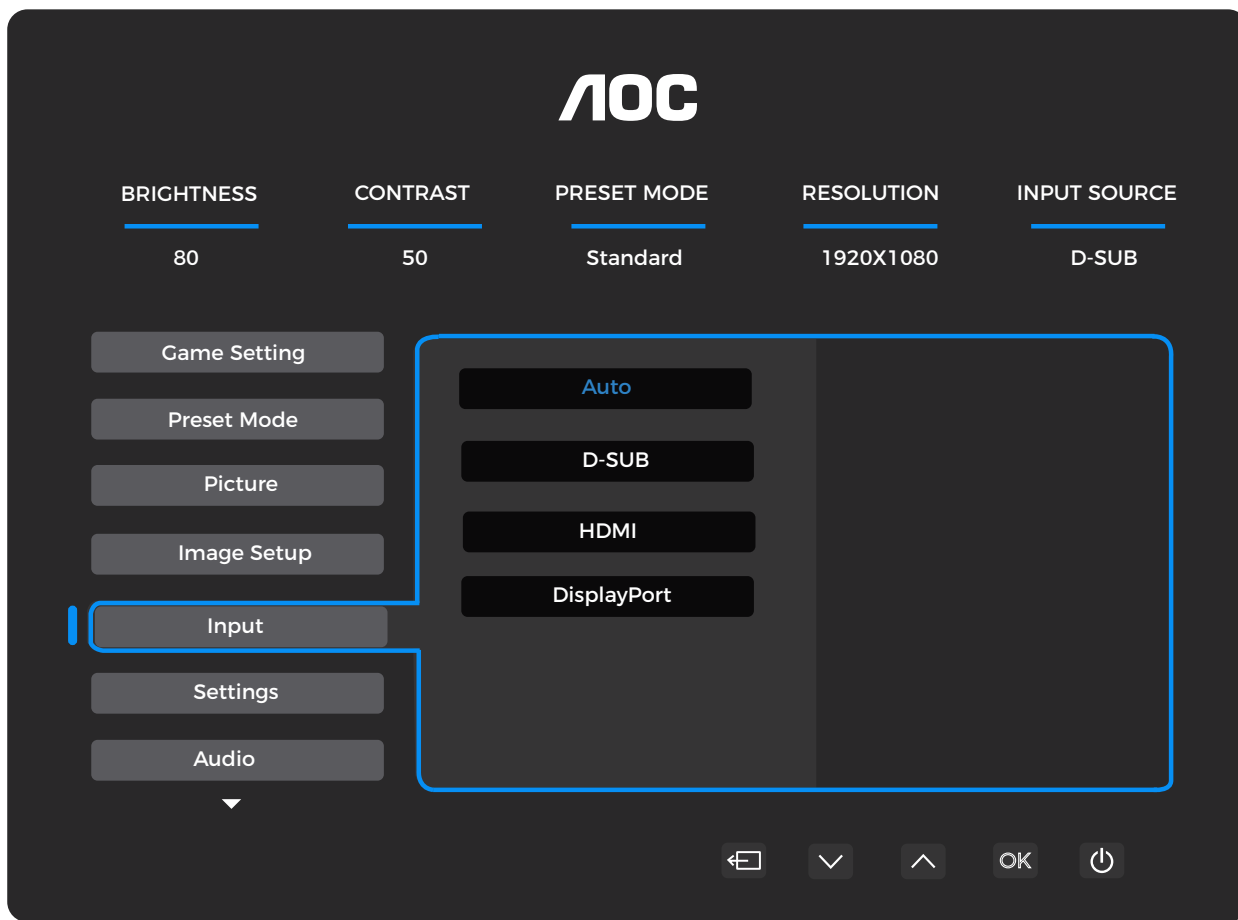 AOC
BRIGHTNESS CONTRAST PRESET MODE RESOLUTION INPUT SOURCE
80 50 Standard 1920X1080 D-SUB
Game Setting
Auto
Preset Mode
D-SUB
Picture
HDMI
Image Setup
DisplayPort
Input
Settings
Audio
OK